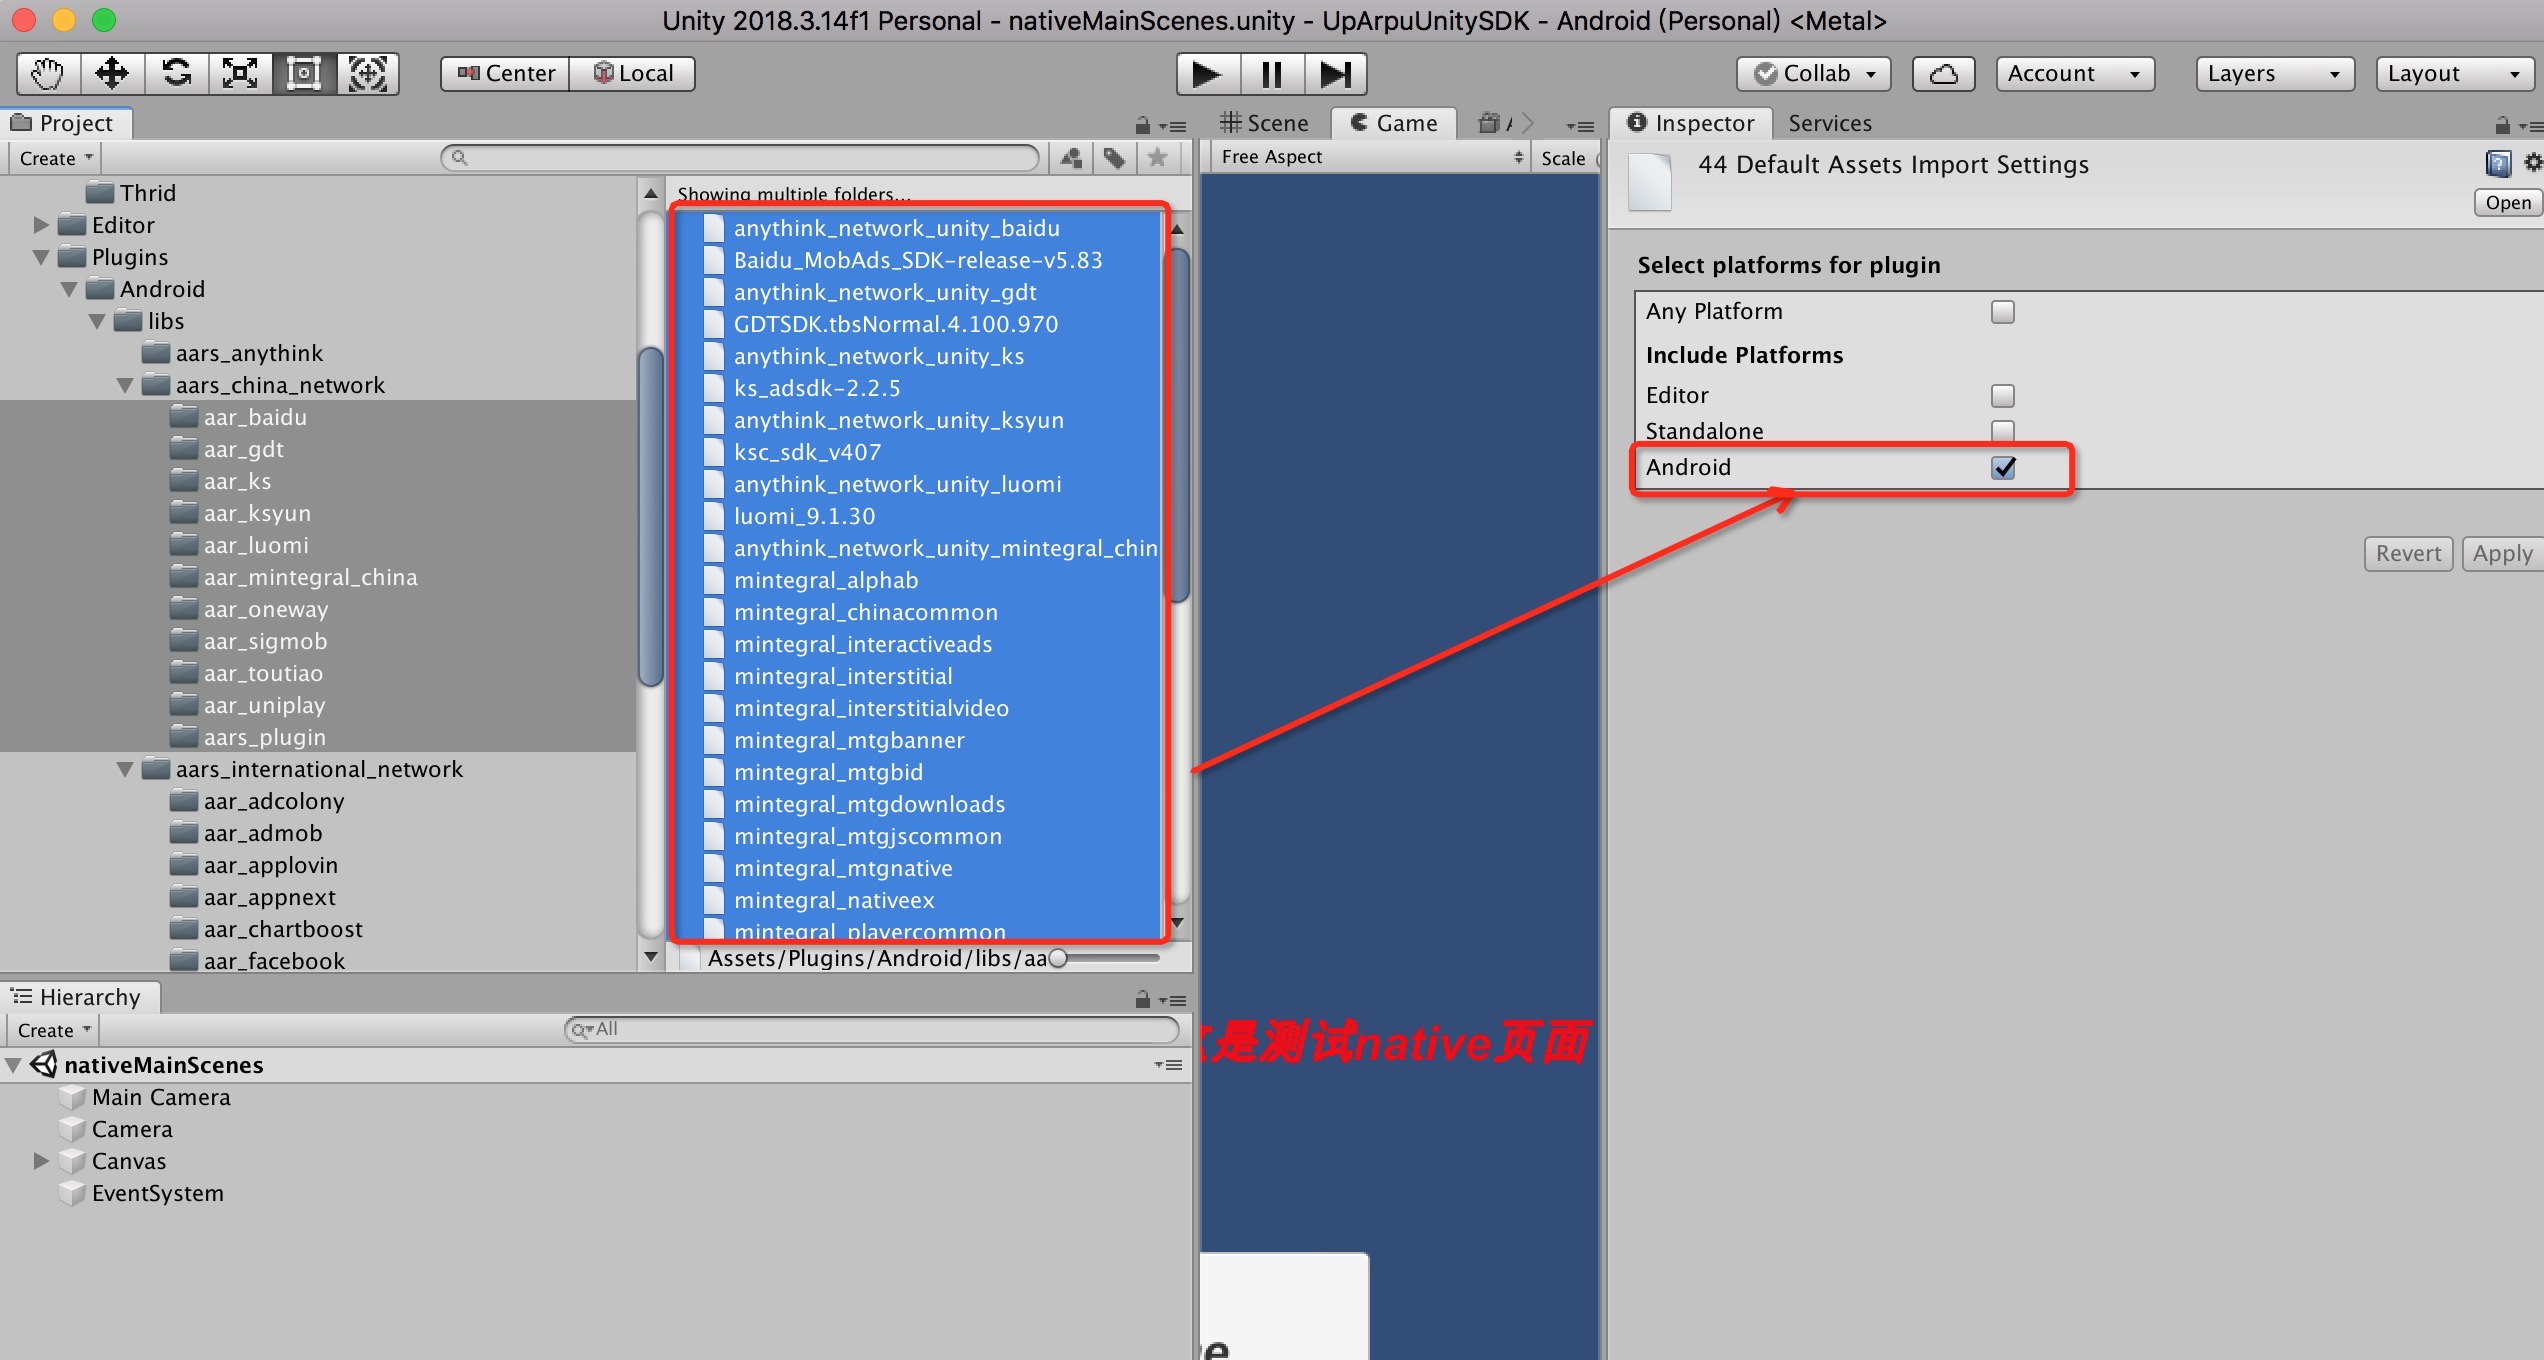 Unity 2018.3.14f1 Personal - nativeMainScenes.unity - UpArpuUnitySDK - Android (Personal) <Metal>
Center Local
Collab Account Layers Layout
Project
Create
Thrid
Editor
Plugins
Android
libs
aars_anythink
aars_china_network
aar_baidu
aar_gdt
aar_ks
aar_ksyun
aar_luomi
aar_mintegral_china
aar_oneway
aar_sigmob
aar_toutiao
aar_uniplay
aars_plugin
aars_international_network
aar_adcolony
aar_admob
aar_applovin
aar_appnext
aar_chartboost
aar_facebook
Showing multiple folders...
anythink_network_unity_baidu
Baidu_MobAds_SDK-release-v5.83
anythink_network_unity_gdt
GDTSDK.tbsNormal.4.100.970
anythink_network_unity_ks
ks_adsdk-2.2.5
anythink_network_unity_ksyun
ksc_sdk_v407
anythink_network_unity_luomi
luomi_9.1.30
anythink_network_unity_mintegral_chin
mintegral_alphab
mintegral_chinacommon
mintegral_interactiveads
mintegral_interstitial
mintegral_interstitialvideo
mintegral_mtgbanner
mintegral_mtgbid
mintegral_mtgdownloads
mintegral_mtgjscommon
mintegral_mtgnative
mintegral_nativeex
mintegral_playercommon
Assets/Plugins/Android/libs/aa
Hierarchy
Create
All
nativeMainScenes
Main Camera
Camera
Canvas
EventSystem
Scene Game
Free Aspect Scale
是测试native页面
Inspector Services
44 Default Assets Import Settings
Open
Select platforms for plugin
Any Platform
Include Platforms
Editor
Standalone
Android
Revert Apply